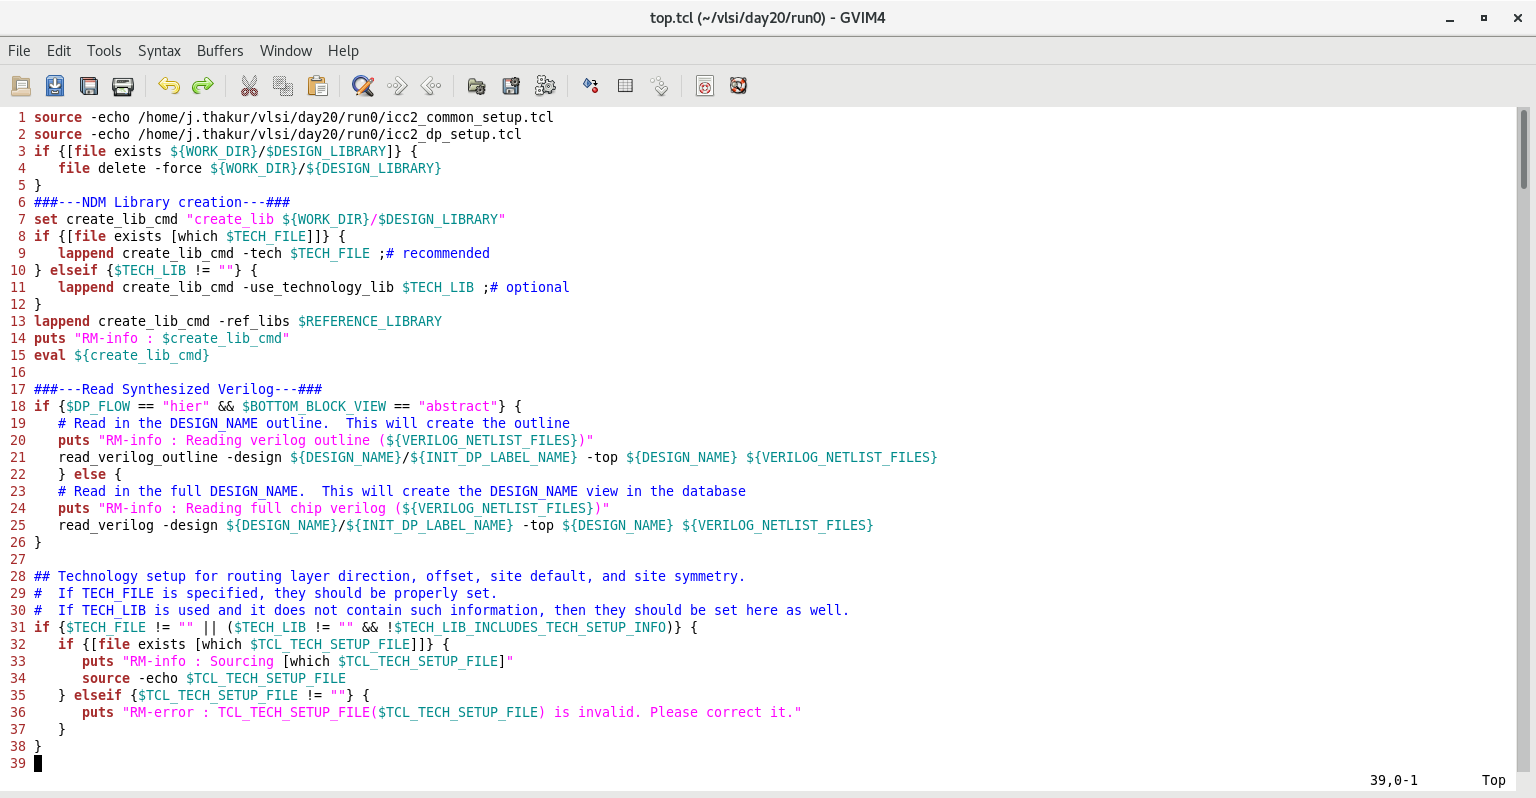 top.tcl (~/vlsi/day20/run0) - GVIM4
File Edit Tools Syntax Buffers Window Help
1 source -echo /home/j.thakur/vlsi/day20/run0/icc2_common_setup.tcl
2 source -echo /home/j.thakur/vlsi/day20/run0/icc2_dp_setup.tcl
3 if {[file exists ${WORK_DIR}/$DESIGN_LIBRARY]} {
4    file delete -force ${WORK_DIR}/${DESIGN_LIBRARY}
5 }
6 ###---NDM Library creation---###
7 set create_lib_cmd "create_lib ${WORK_DIR}/$DESIGN_LIBRARY"
8 if {[file exists [which $TECH_FILE]]} {
9    lappend create_lib_cmd -tech $TECH_FILE ;# recommended
10 } elseif {$TECH_LIB != ""} {
11    lappend create_lib_cmd -use_technology_lib $TECH_LIB ;# optional
12 }
13 lappend create_lib_cmd -ref_libs $REFERENCE_LIBRARY
14 puts "RM-info : $create_lib_cmd"
15 eval ${create_lib_cmd}
16
17 ###---Read Synthesized Verilog---###
18 if {$DP_FLOW == "hier" && $BOTTOM_BLOCK_VIEW == "abstract"} {
19    # Read in the DESIGN_NAME outline.  This will create the outline
20    puts "RM-info : Reading verilog outline (${VERILOG_NETLIST_FILES})"
21    read_verilog_outline -design ${DESIGN_NAME}/${INIT_DP_LABEL_NAME} -top ${DESIGN_NAME} ${VERILOG_NETLIST_FILES}
22    } else {
23    # Read in the full DESIGN_NAME.  This will create the DESIGN_NAME view in the database
24    puts "RM-info : Reading full chip verilog (${VERILOG_NETLIST_FILES})"
25    read_verilog -design ${DESIGN_NAME}/${INIT_DP_LABEL_NAME} -top ${DESIGN_NAME} ${VERILOG_NETLIST_FILES}
26 }
27
28 ## Technology setup for routing layer direction, offset, site default, and site symmetry.
29 #  If TECH_FILE is specified, they should be properly set.
30 #  If TECH_LIB is used and it does not contain such information, then they should be set here as well.
31 if {$TECH_FILE != "" || ($TECH_LIB != "" && !$TECH_LIB_INCLUDES_TECH_SETUP_INFO)} {
32    if {[file exists [which $TCL_TECH_SETUP_FILE]]} {
33       puts "RM-info : Sourcing [which $TCL_TECH_SETUP_FILE]"
34       source -echo $TCL_TECH_SETUP_FILE
35    } elseif {$TCL_TECH_SETUP_FILE != ""} {
36       puts "RM-error : TCL_TECH_SETUP_FILE($TCL_TECH_SETUP_FILE) is invalid. Please correct it."
37    }
38 }
39
39,0-1 Top